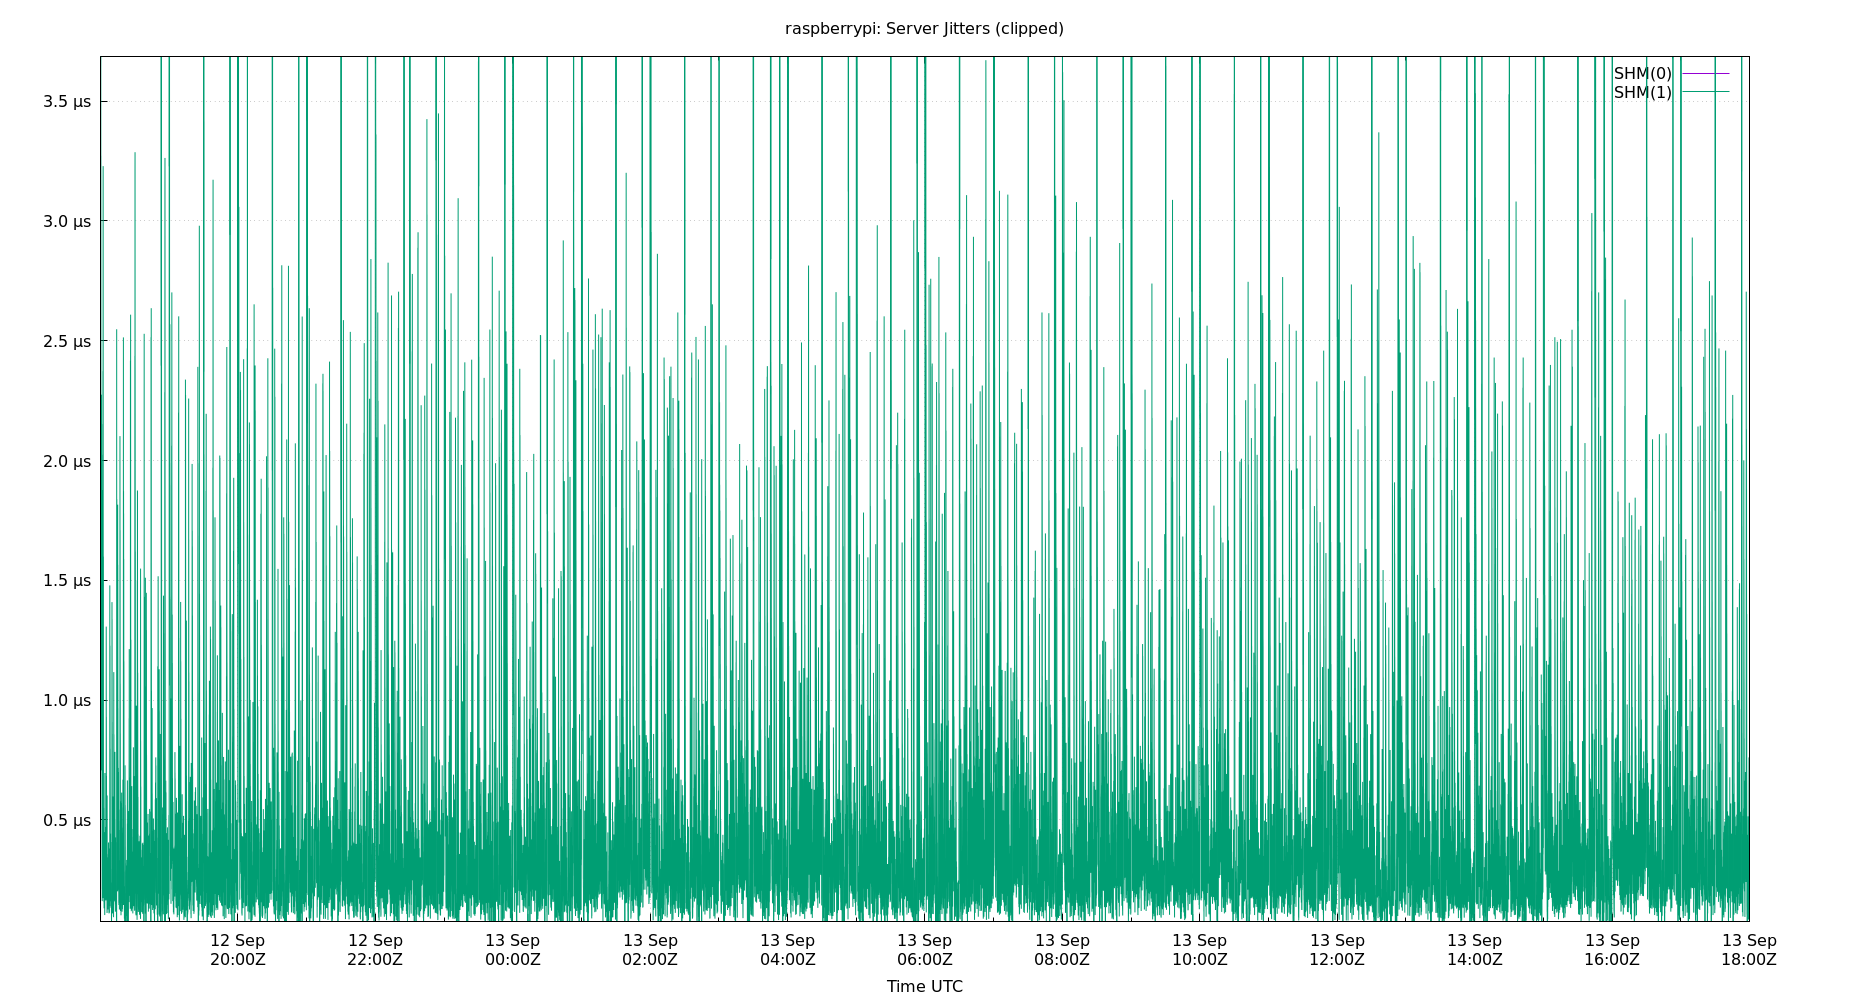 raspberrypi: Server Jitters (clipped)
SHM(0)
SHM(1)
3.5 µs
3.0 µs
2.5 µs
2.0 µs
1.5 µs
1.0 µs
0.5 µs
12 Sep 12 Sep 13 Sep 13 Sep 13 Sep 13 Sep 13 Sep 13 Sep 13 Sep 13 Sep 13 Sep 13 Sep
20:00Z 22:00Z 00:00Z 02:00Z 04:00Z 06:00Z 08:00Z 10:00Z 12:00Z 14:00Z 16:00Z 18:00Z
Time UTC